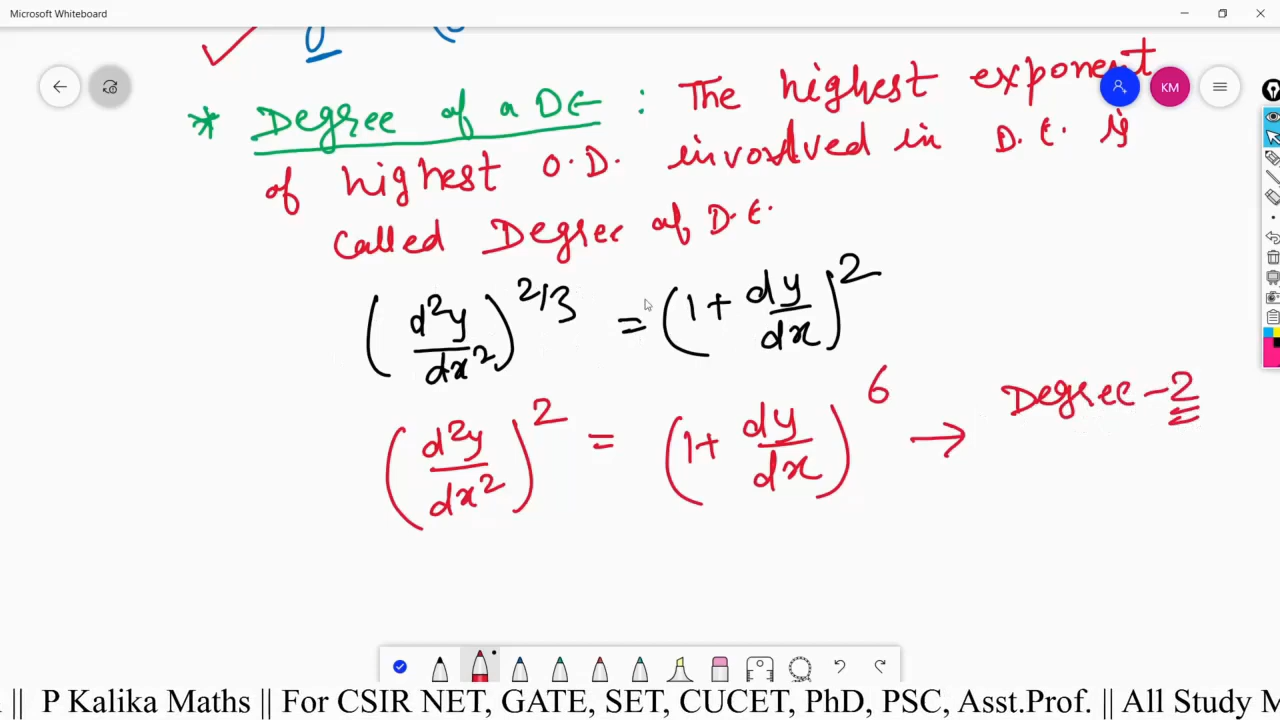 Microsoft Whiteboard
* Degree of a DE : The highest exponent
of highest O.D. involved in D.E. is
called Degree of D.E.
(d²y/dx²)^2/3 = (1 + dy/dx)^2
(d²y/dx²)^2 = (1 + dy/dx)^6 → Degree - 2
KM
|| P Kalika Maths || For CSIR NET, GATE, SET, CUCET, PhD, PSC, Asst.Prof. || All Study M